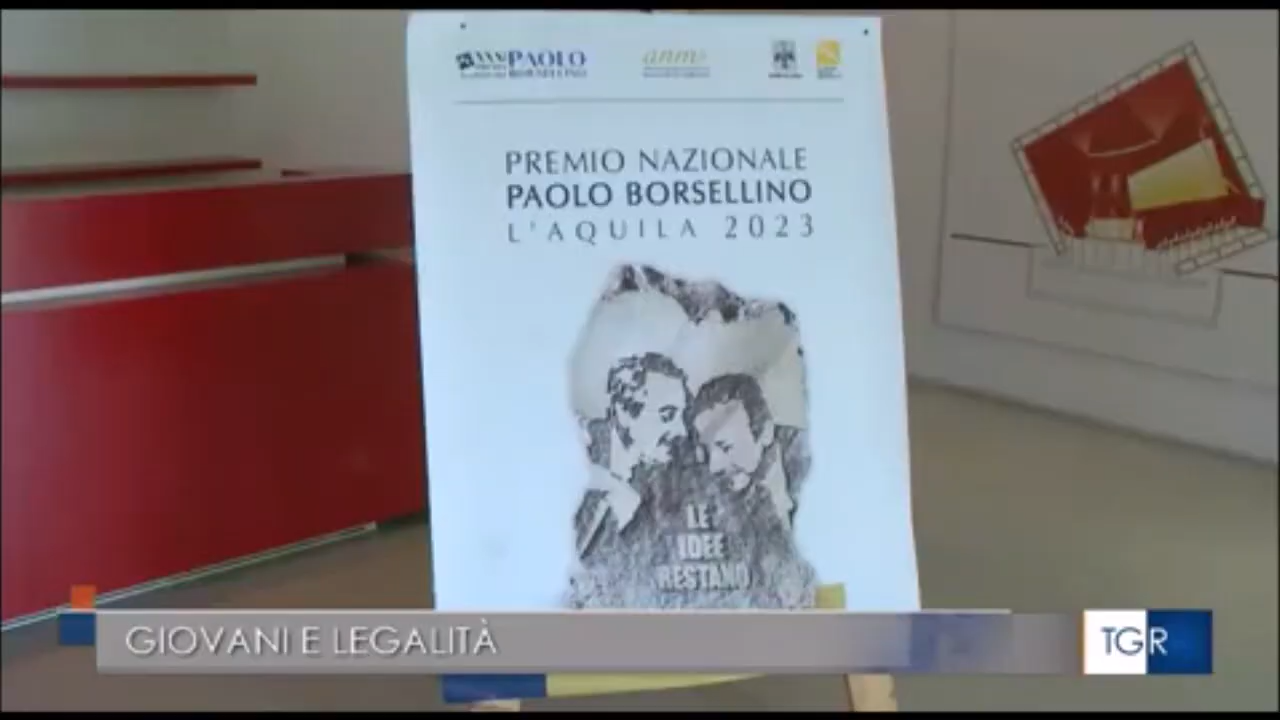 PAOLO
BORSELLINO
anm
PREMIO NAZIONALE
PAOLO BORSELLINO
L'AQUILA 2023
LE
IDEE
RESTANO
GIOVANI E LEGALITÀ
TGR